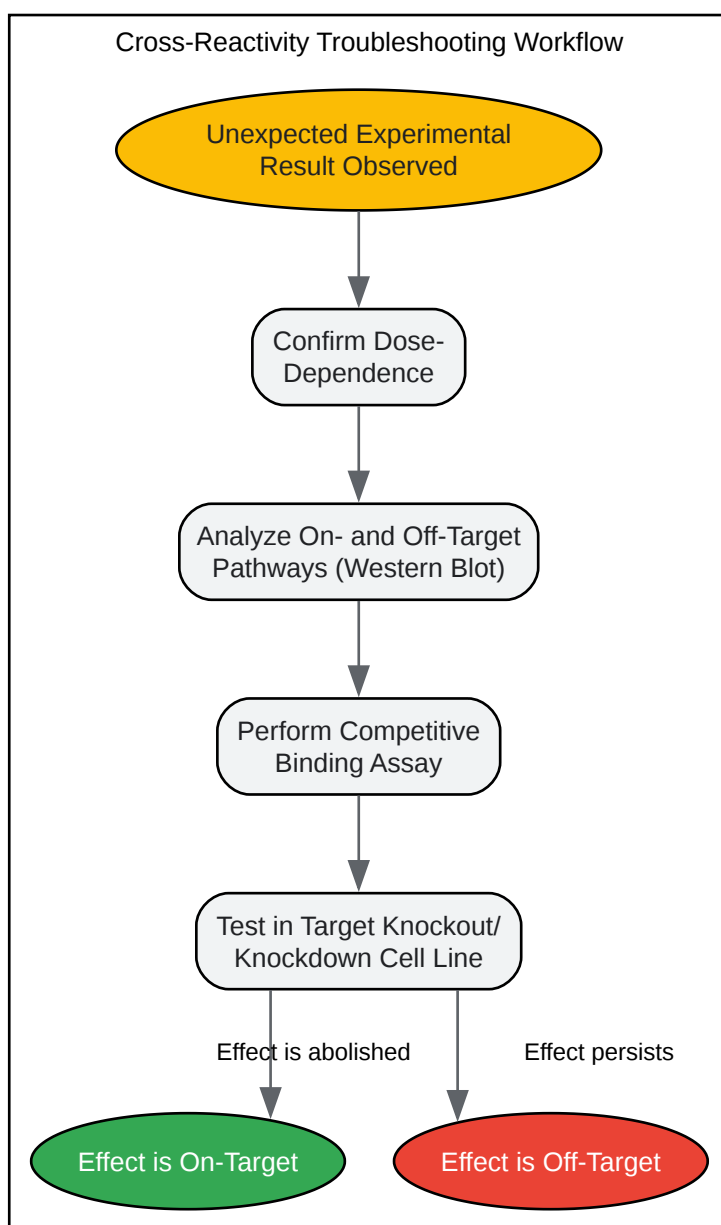 Cross-Reactivity Troubleshooting Workflow
Unexpected Experimental
Result Observed
Confirm Dose-
Dependence
Analyze On- and Off-Target
Pathways (Western Blot)
Perform Competitive
Binding Assay
Test in Target Knockout/
Knockdown Cell Line
Effect is abolished
Effect persists
Effect is On-Target
Effect is Off-Target